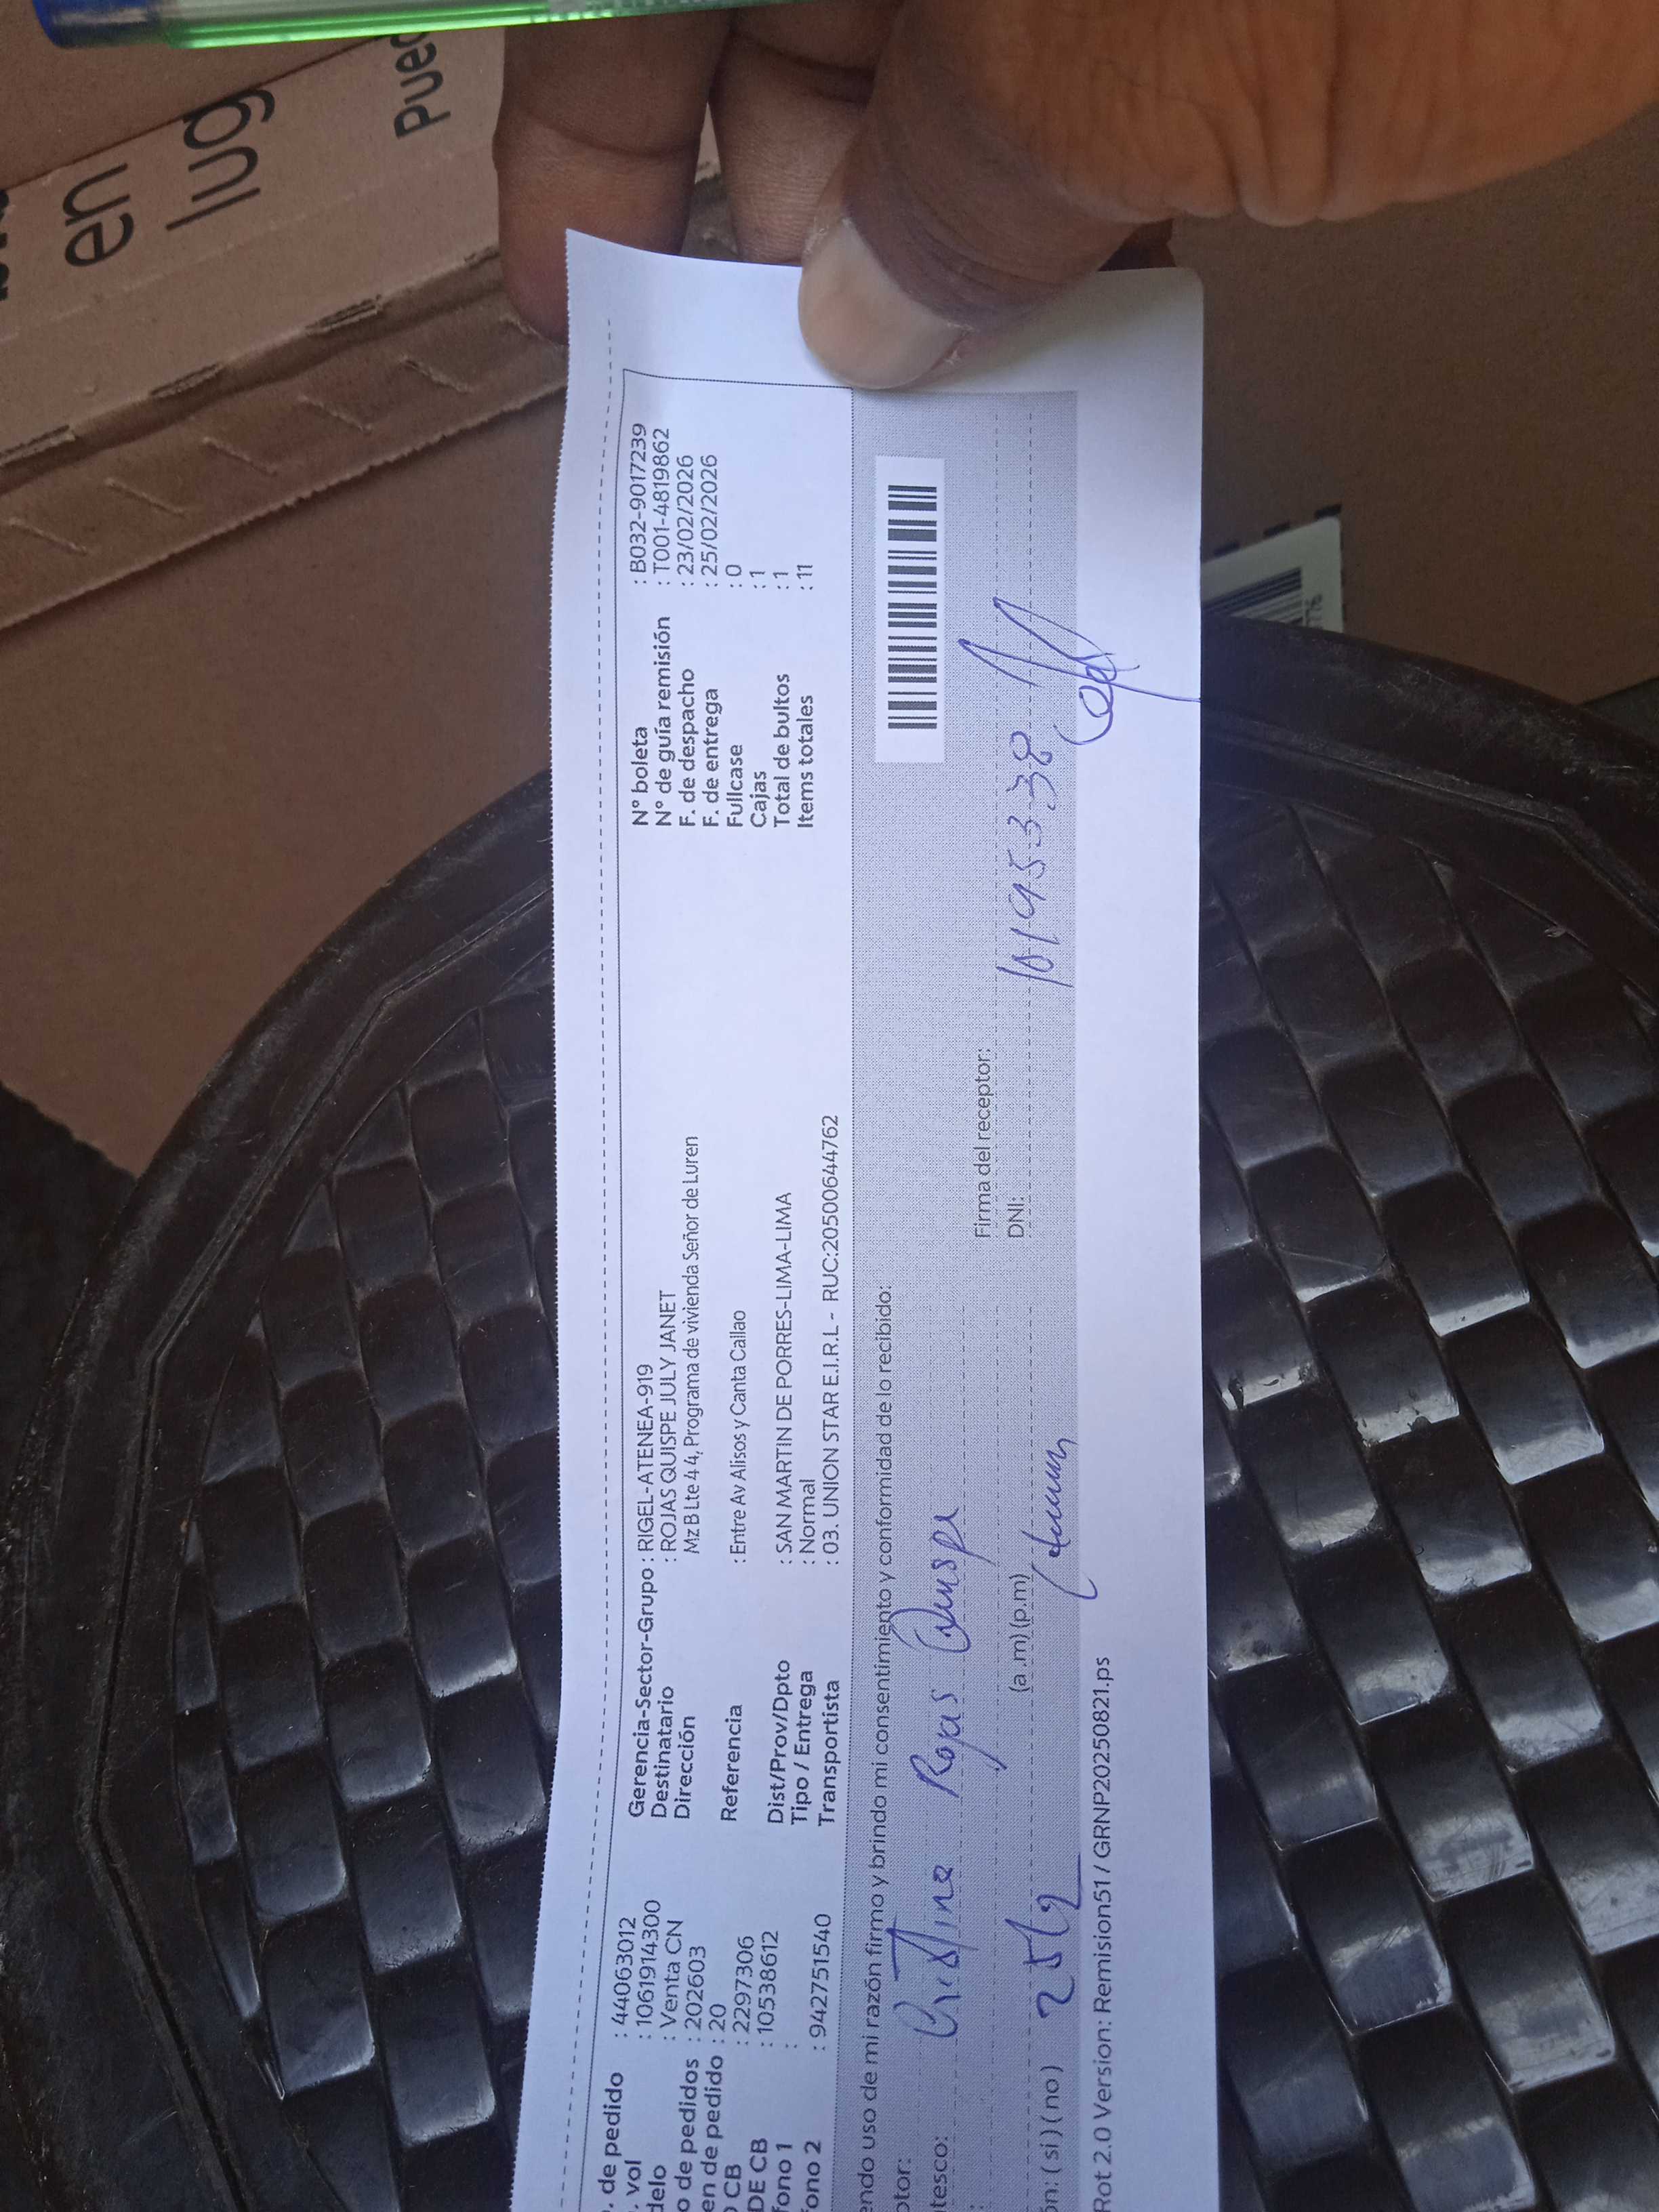 en
lug
. de pedido : 44063012
. vol : 1061914300
delo : Venta CN
o de pedidos : 202603
en de pedido : 20
O CB : 2297306
DE CB : 10538612
fono 1 :
fono 2 : 942751540
Gerencia-Sector-Grupo : RIGEL-ATENEA-919
Destinatario : ROJAS QUISPE JULY JANET
Dirección Mz B Lte 4 4, Programa de vivienda Señor de Luren
Referencia : Entre Av Alisos y Canta Callao
Dist/Prov/Dpto : SAN MARTIN DE PORRES-LIMA-LIMA
Tipo / Entrega : Normal
Transportista : 03. UNION STAR E.I.R.L - RUC:20500644762
N° boleta : B032-9017239
N° de guía remisión : T001-4819862
F. de despacho : 23/02/2026
F. de entrega : 25/02/2026
Fullcase : 0
Cajas : 1
Total de bultos : 1
Items totales : 11
endo uso de mi razón firmo y brindo mi consentimiento y conformidad de lo recibido:
ptor: Cristina Rojas Quispe
ntesco:
Firma del receptor:
DNI: 10195338
ón: ( si ) ( no ) 25/2 (a .m) (p.m)
Rot 2.0 Version: Remision51 / GRNP20250821.ps